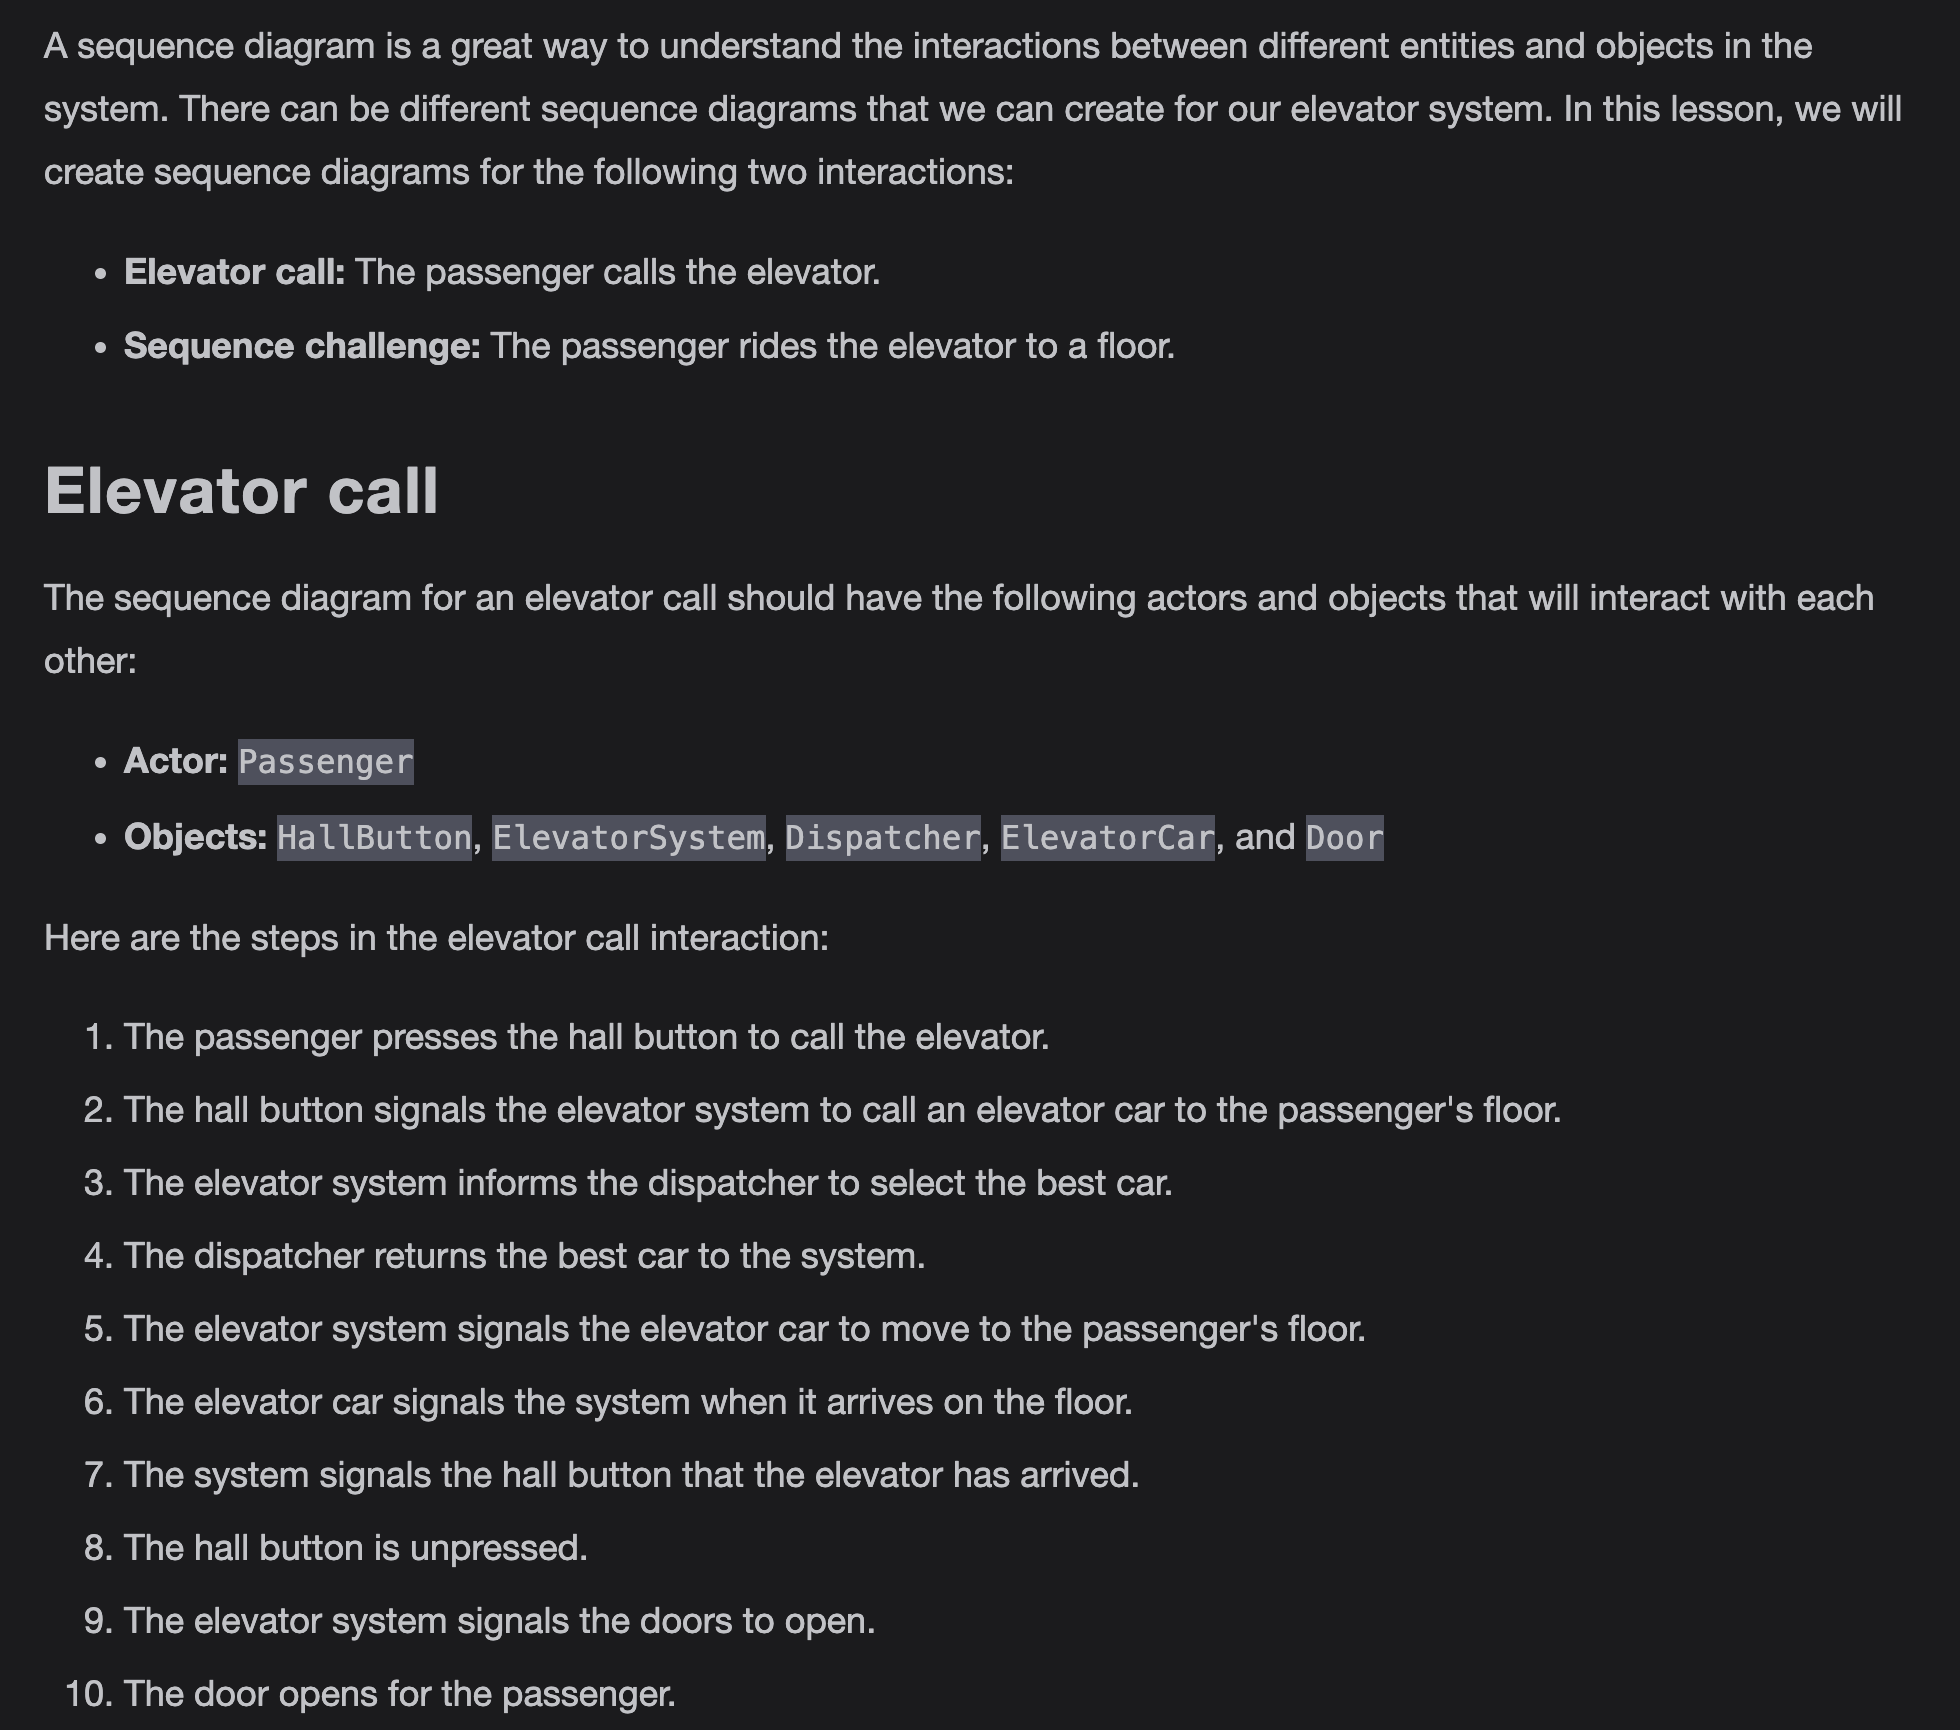 A sequence diagram is a great way to understand the interactions between different entities and objects in the
system. There can be different sequence diagrams that we can create for our elevator system. In this lesson, we will
create sequence diagrams for the following two interactions:
• Elevator call: The passenger calls the elevator.
• Sequence challenge: The passenger rides the elevator to a floor.
Elevator call
The sequence diagram for an elevator call should have the following actors and objects that will interact with each
other:
• Actor: Passenger
• Objects: HallButton, ElevatorSystem, Dispatcher, ElevatorCar, and Door
Here are the steps in the elevator call interaction:
1. The passenger presses the hall button to call the elevator.
2. The hall button signals the elevator system to call an elevator car to the passenger's floor.
3. The elevator system informs the dispatcher to select the best car.
4. The dispatcher returns the best car to the system.
5. The elevator system signals the elevator car to move to the passenger's floor.
6. The elevator car signals the system when it arrives on the floor.
7. The system signals the hall button that the elevator has arrived.
8. The hall button is unpressed.
9. The elevator system signals the doors to open.
10. The door opens for the passenger.